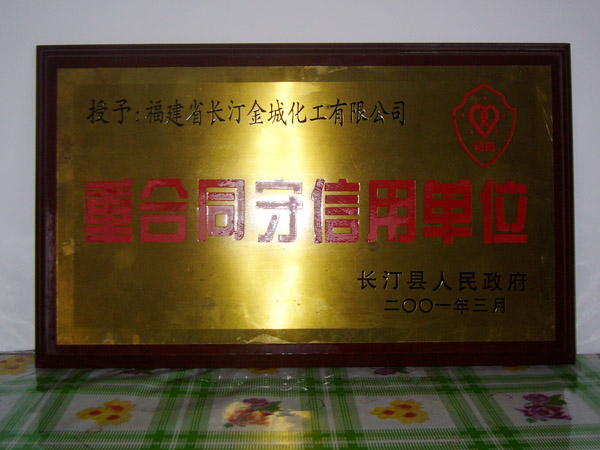 授予:福建省长汀金城化工有限公司
重合同守信用单位
长汀县人民政府
二〇〇一年三月